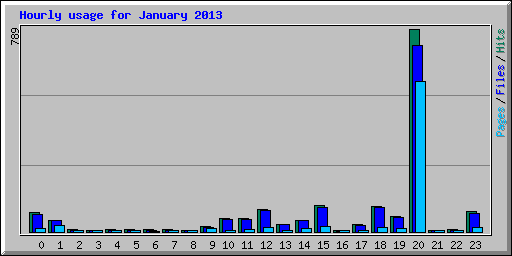 Hourly usage for January 2013
789
Pages/Files/Hits
0 1 2 3 4 5 6 7 8 9 10 11 12 13 14 15 16 17 18 19 20 21 22 23